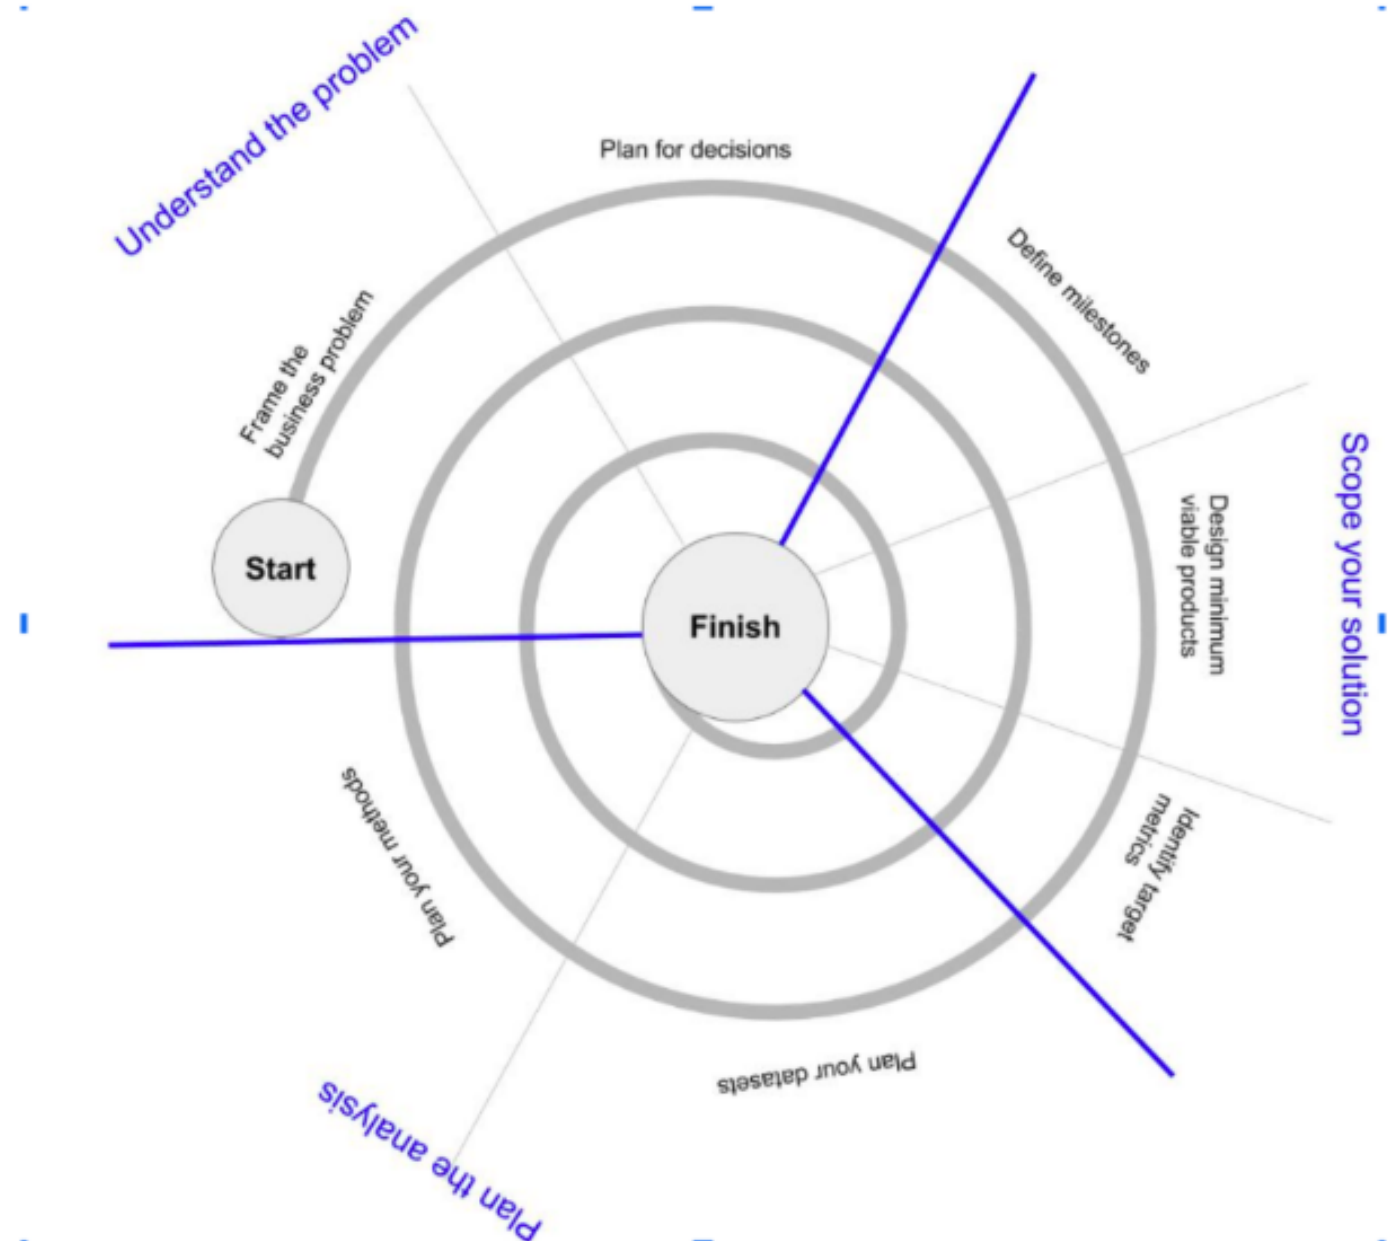 Understand the problem
Plan for decisions
Define milestones
Frame the
business problem
Start
Finish
Design minimum
viable products
Scope your solution
Identify target
metrics
Plan your methods
Plan your datasets
Plan the analysis